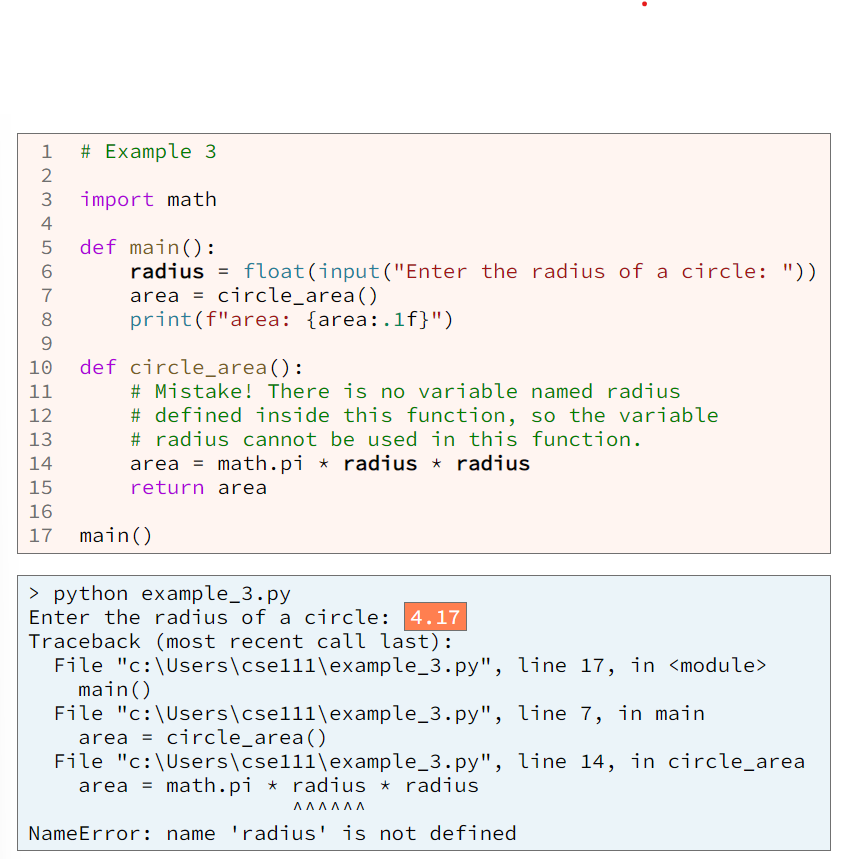 1 # Example 3
2
3 import math
4
5 def main():
6     radius = float(input("Enter the radius of a circle: "))
7     area = circle_area()
8     print(f"area: {area:.1f}")
9
10 def circle_area():
11     # Mistake! There is no variable named radius
12     # defined inside this function, so the variable
13     # radius cannot be used in this function.
14     area = math.pi * radius * radius
15     return area
16
17 main()
> python example_3.py
Enter the radius of a circle: 4.17
Traceback (most recent call last):
  File "c:\Users\cse111\example_3.py", line 17, in <module>
    main()
  File "c:\Users\cse111\example_3.py", line 7, in main
    area = circle_area()
  File "c:\Users\cse111\example_3.py", line 14, in circle_area
    area = math.pi * radius * radius
                     ^^^^^^
NameError: name 'radius' is not defined